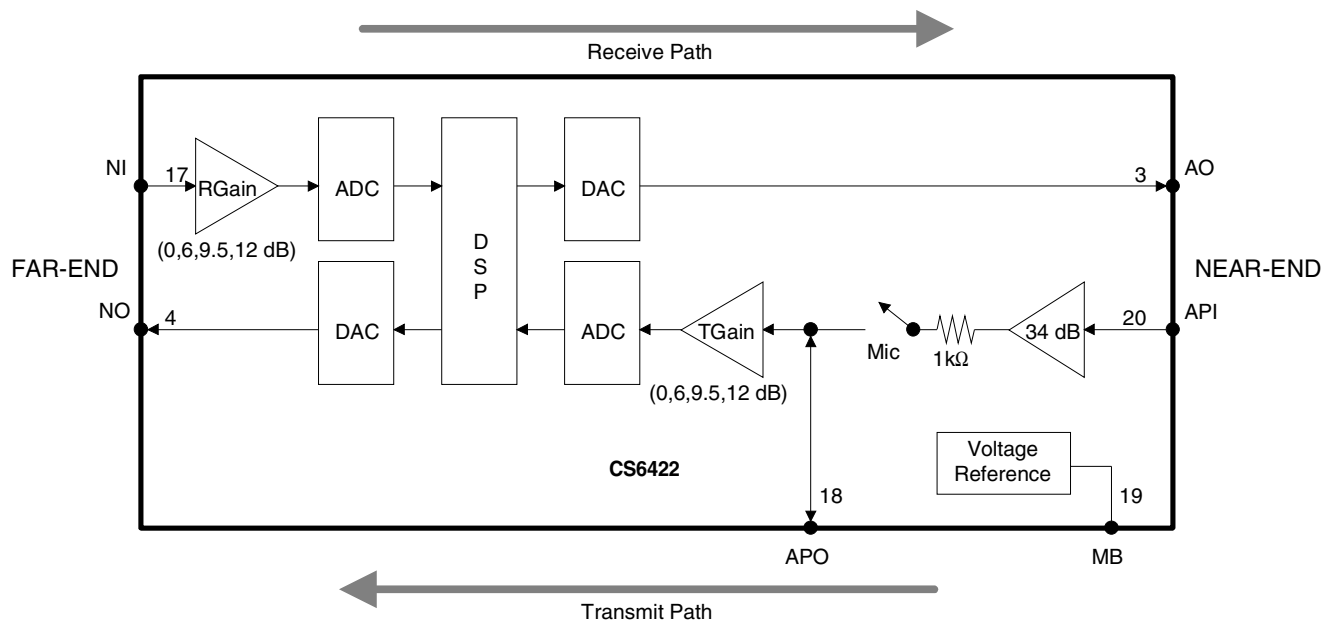 Receive Path
NI
17
RGain
ADC
DAC
3
AO
(0,6,9.5,12 dB)
D
S
P
FAR-END
NEAR-END
NO
4
DAC
ADC
TGain
Mic
1kΩ
34 dB
20
API
(0,6,9.5,12 dB)
Voltage
Reference
CS6422
18
19
APO
MB
Transmit Path